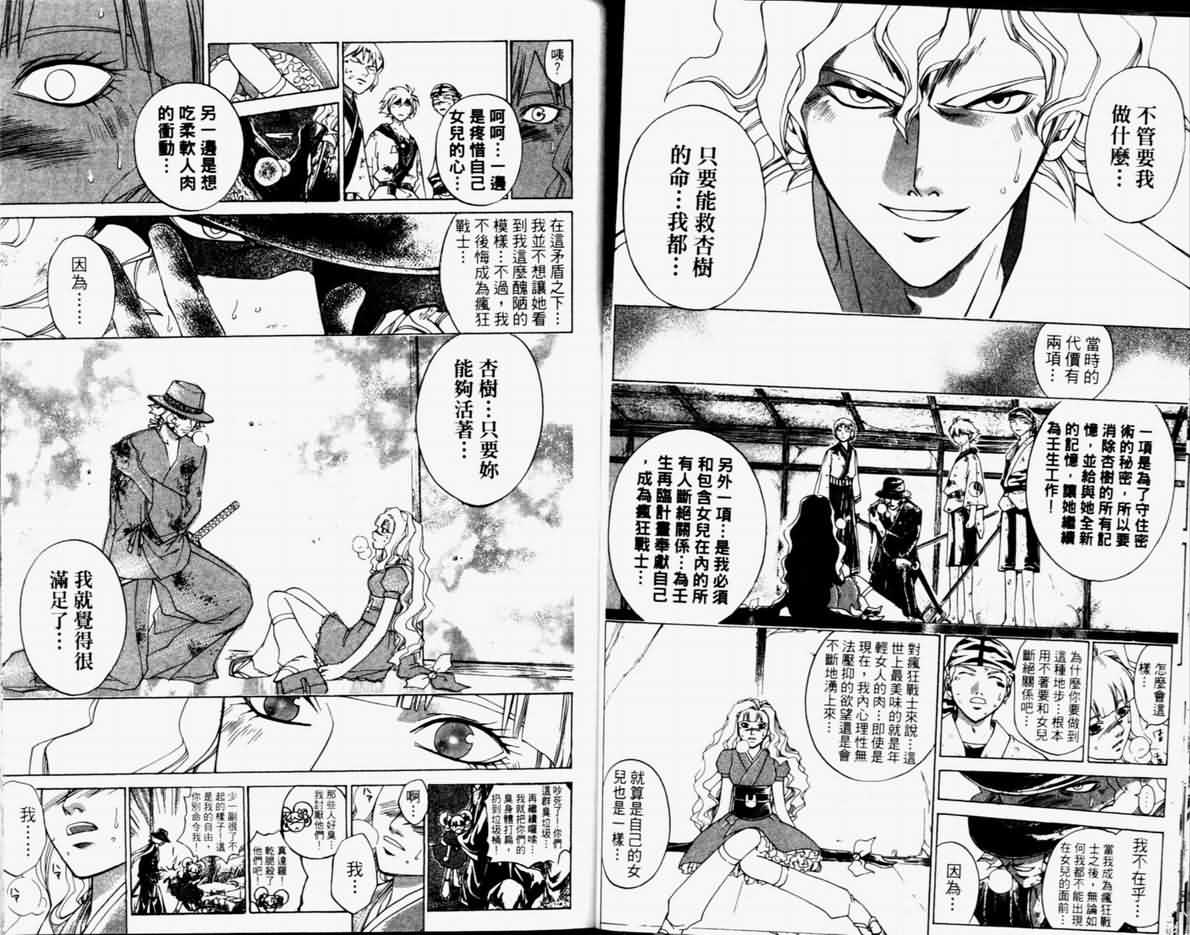 不管要我
做什麼…
只要能救杏樹
的命…我都…
當時的
代價有
兩項…
一項是為了守住密
術的秘密，所以要
消除杏樹的所有記
憶，並給與她全新
的記憶，讓她繼續
為壬生工作！
另外一項…是我必須
和包含女兒在內的所
有人斷絕關係…為壬
生再臨計畫奉獻自己
，成為瘋狂戰士…
怎麼會這
樣…
為什麼你要做到
這種地步…根本
用不著要和女兒
斷絕關係吧…
我不在乎…
當我成為瘋狂戰
士之後，無論如
何我都不能出現
在女兒的面前…
因為…
對瘋狂戰士來說…這
世上最美味的就是年
輕女人的肉…即使是
現在，我內心理性無
法壓抑的欲望還是會
不斷地湧上來…
就算是自己的女
兒也是一樣…
咦？
呵呵…一邊
是疼惜自己
女兒的心…
另一邊是想
吃柔軟人肉
的衝動…
在這矛盾之下…
我並不想讓她看
到我這麼醜陋的
模樣…不過，我
不後悔成為瘋狂
戰士…
因為……
杏樹…只要妳
能夠活著…
我就覺得很
滿足了…
吵死了！你們
這群臭垃圾…
再繼續囉嗦…
我就把你們的
臭身體打扁，
扔到垃圾桶！
啊…
我…
那些人好臭…
我討厭他們！
真達羅！
乾脆殺了
他們吧
少一副很了不
起的樣子！這
是我的自由，
你別命令我
我……